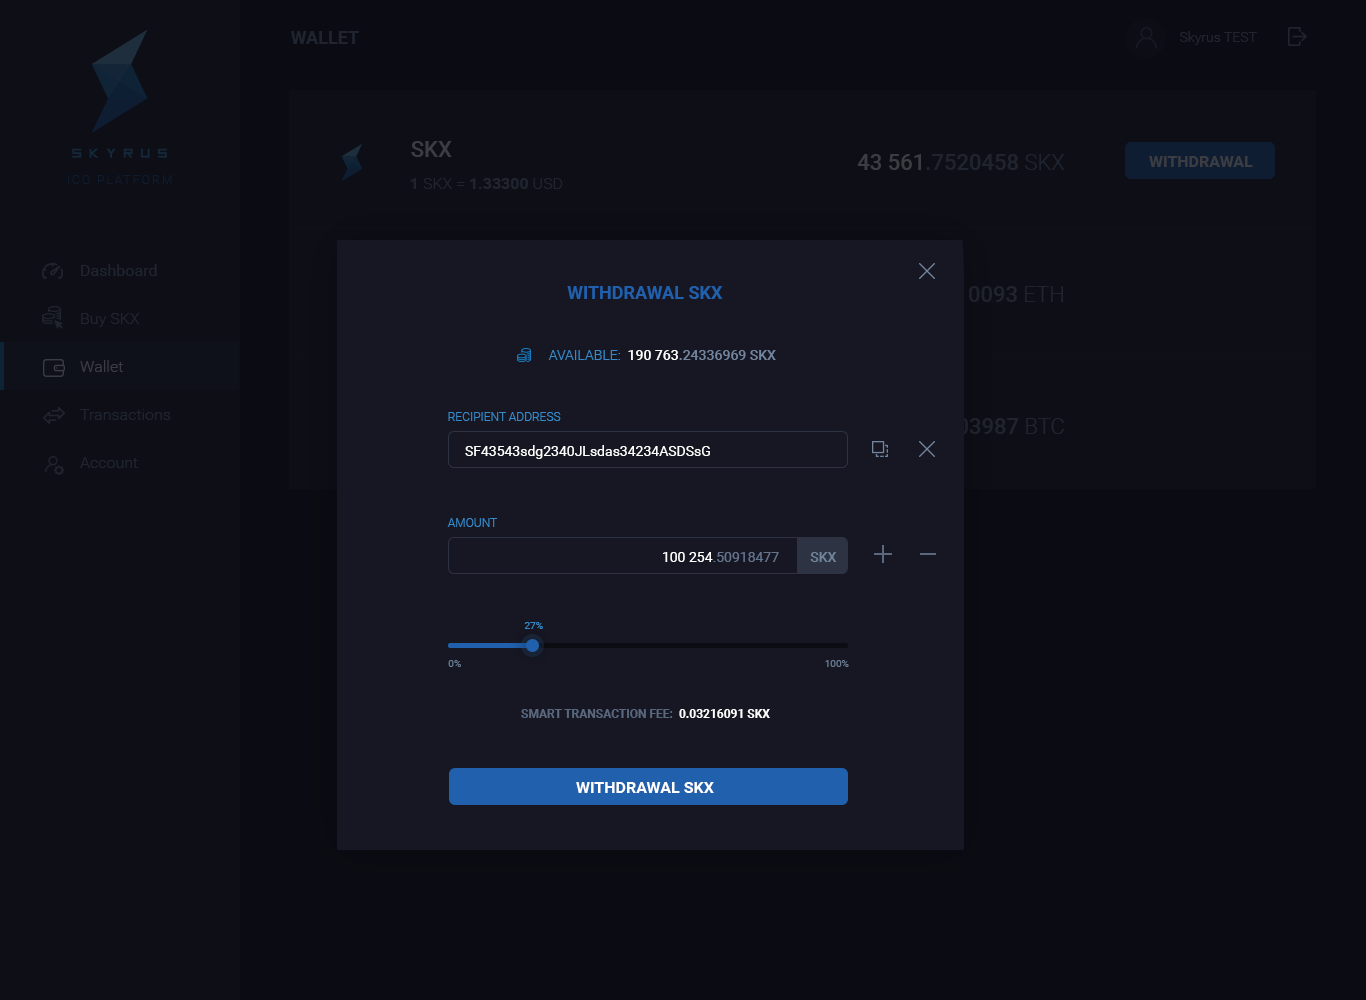 SKYRUS
ICO PLATFORM
Dashboard
Buy SKX
Wallet
Transactions
Account
WALLET
Skyrus TEST
SKX
1 SKX = 1.33300 USD
43 561.7520458 SKX
WITHDRAWAL
0093 ETH
03987 BTC
WITHDRAWAL SKX
AVAILABLE: 190 763.24336969 SKX
RECIPIENT ADDRESS
SF43543sdg2340JLsdas34234ASDSsG
AMOUNT
100 254.50918477 SKX
27%
0% 100%
SMART TRANSACTION FEE: 0.03216091 SKX
WITHDRAWAL SKX